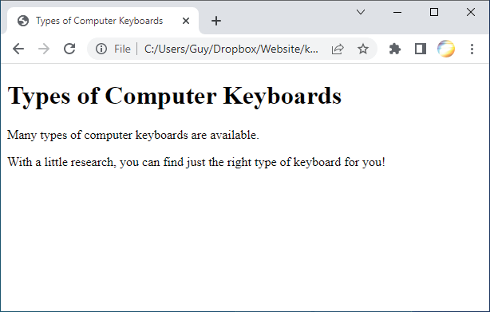 Types of Computer Keyboards
File | C:/Users/Guy/Dropbox/Website/k...
Types of Computer Keyboards
Many types of computer keyboards are available.
With a little research, you can find just the right type of keyboard for you!